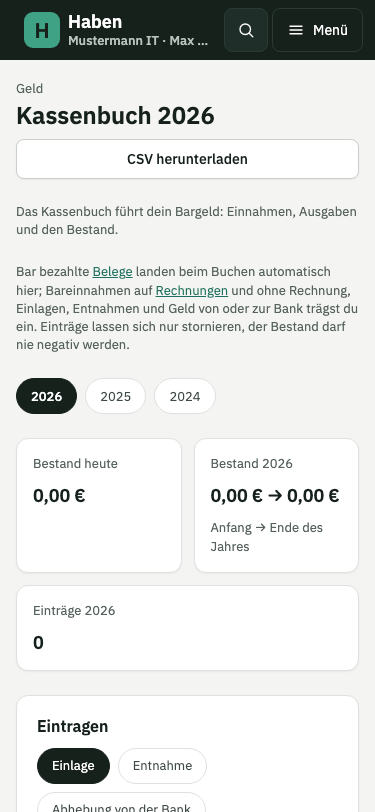 H
Haben
Mustermann IT · Max ...
Menü
Geld
Kassenbuch 2026
CSV herunterladen
Das Kassenbuch führt dein Bargeld: Einnahmen, Ausgaben
und den Bestand.
Bar bezahlte Belege landen beim Buchen automatisch
hier; Bareinnahmen auf Rechnungen und ohne Rechnung,
Einlagen, Entnahmen und Geld von oder zur Bank trägst du
ein. Einträge lassen sich nur stornieren, der Bestand darf
nie negativ werden.
2026
2025
2024
Bestand heute
0,00 €
Bestand 2026
0,00 € → 0,00 €
Anfang → Ende des
Jahres
Einträge 2026
0
Eintragen
Einlage
Entnahme
Abhebung von der Bank